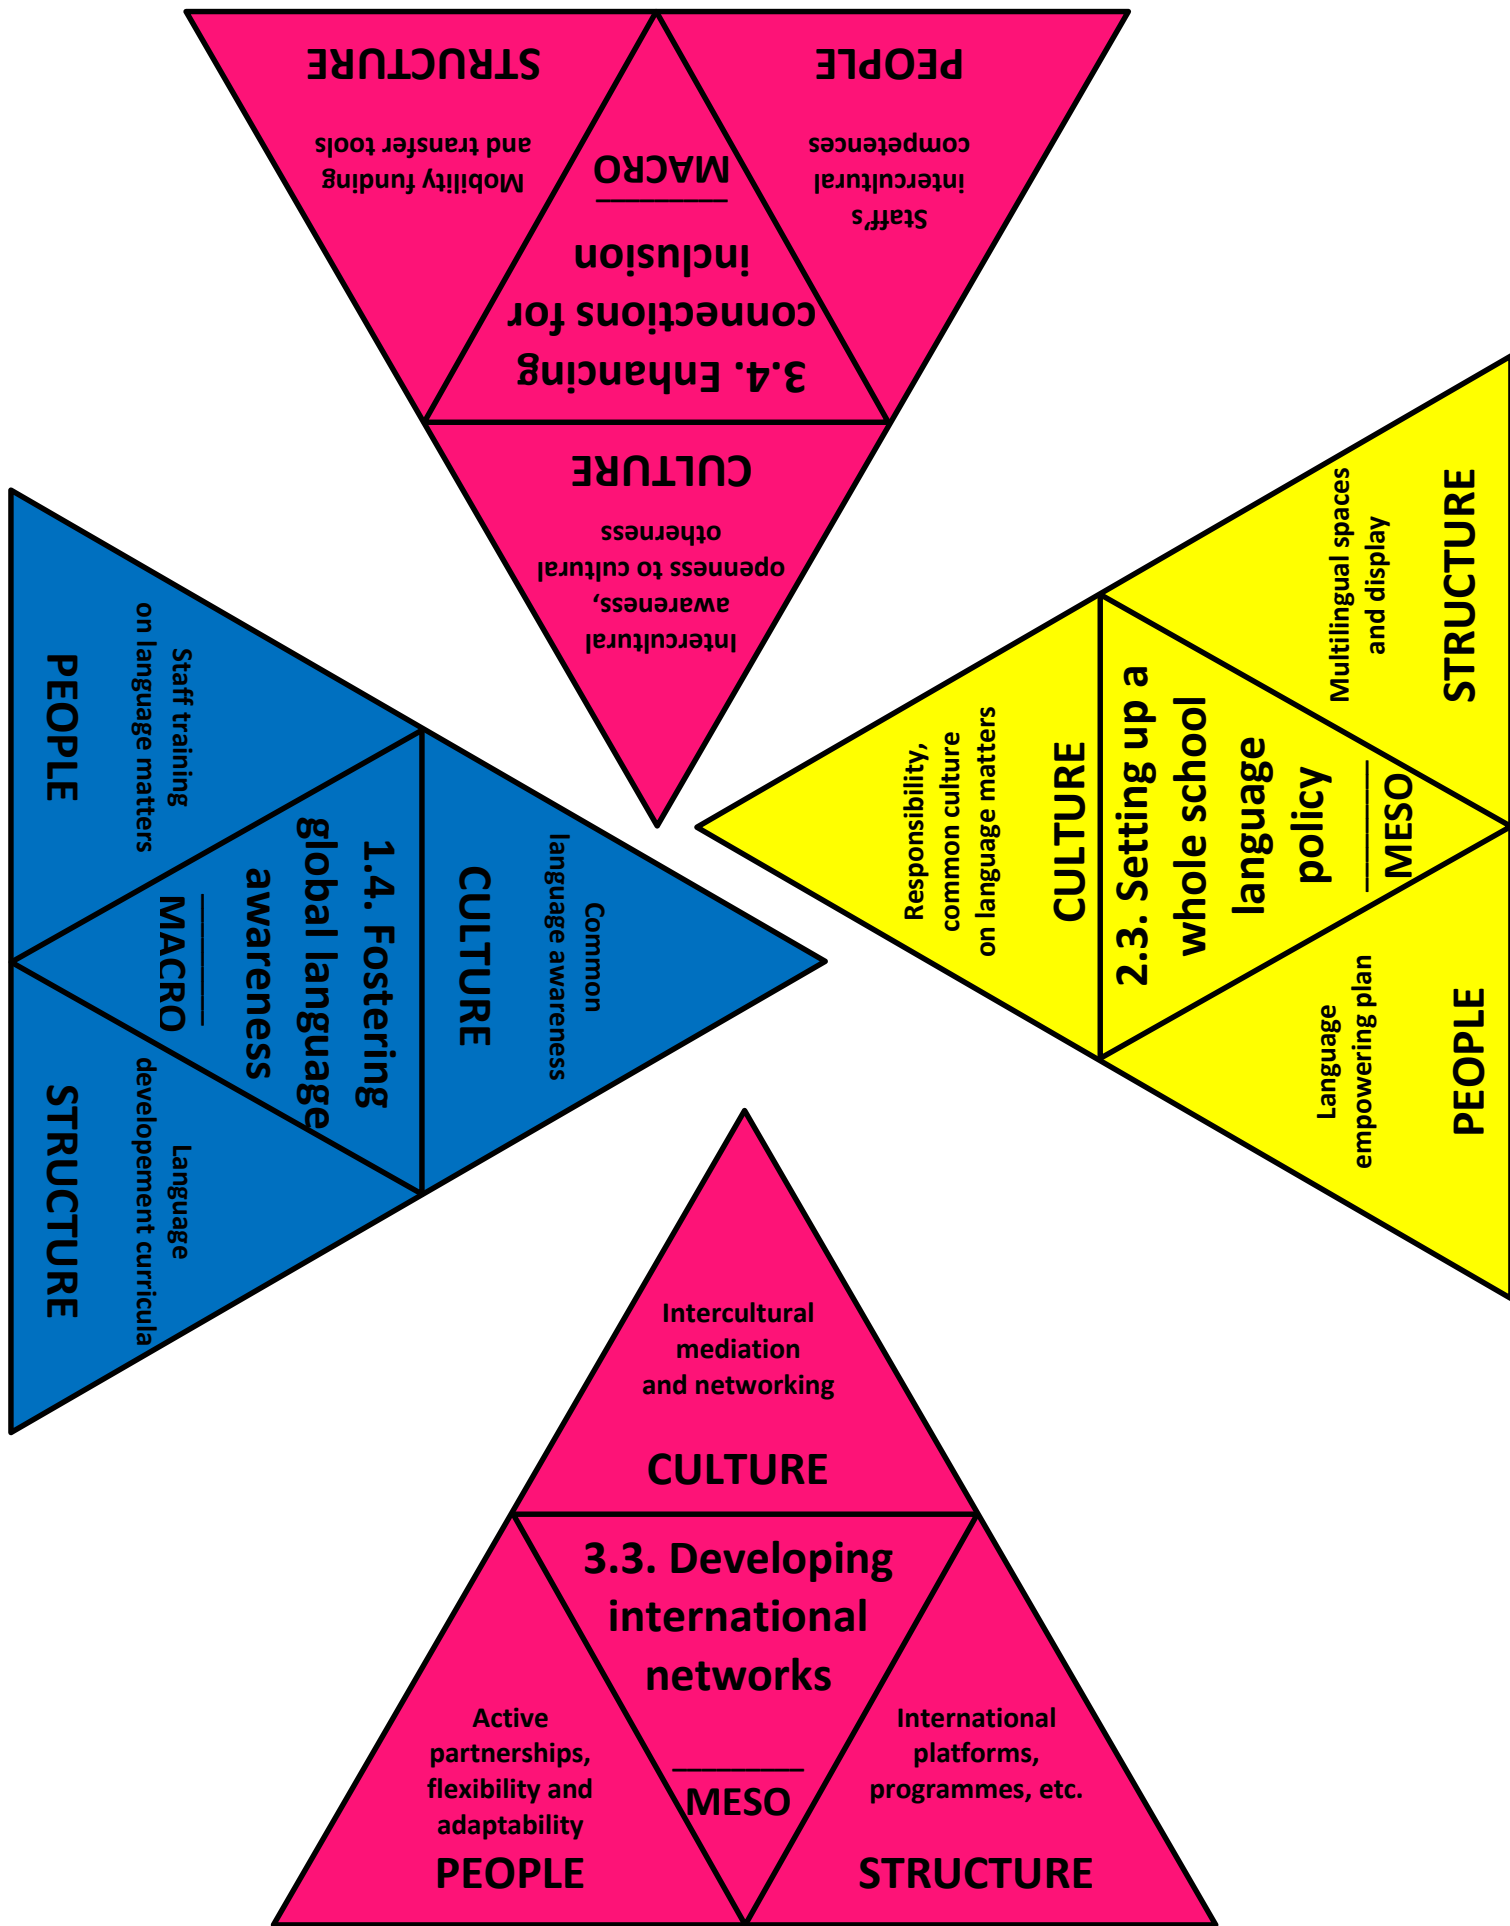 STRUCTURE
Mobility funding
and transfer tools
PEOPLE
Staff's
intercultural
competences
3.4. Enhancing
connections for
inclusion
________
MACRO
CULTURE
Intercultural
awareness,
openness to cultural
otherness
PEOPLE
Staff training
on language matters
1.4. Fostering
global language
awareness
________
MACRO
STRUCTURE
Language
developement curricula
CULTURE
Common
language awareness
Responsibility,
common culture
on language matters
CULTURE
2.3. Setting up a
whole school
language
policy
________
MESO
Multilingual spaces
and display
STRUCTURE
Language
empowering plan
PEOPLE
Intercultural
mediation
and networking
CULTURE
3.3. Developing
international
networks
________
MESO
Active
partnerships,
flexibility and
adaptability
PEOPLE
International
platforms,
programmes, etc.
STRUCTURE